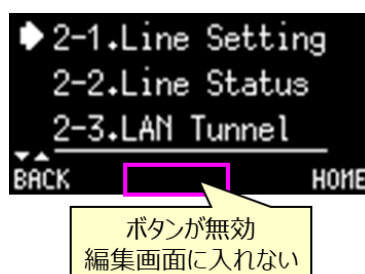 2-1.Line Setting
2-2.Line Status
2-3.LAN Tunnel
BACK HOME
ボタンが無効
編集画面に入れない